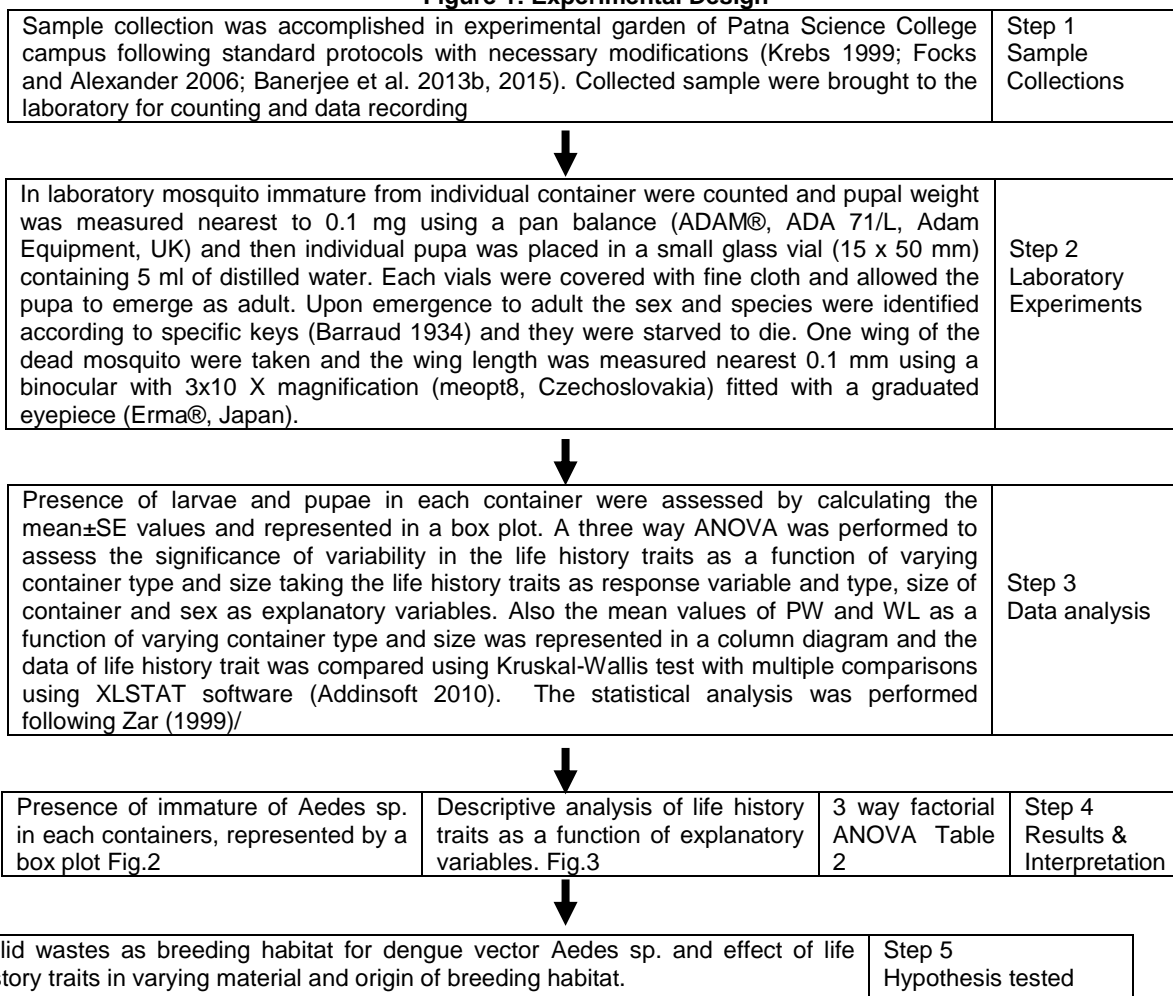 Figure 1: Experimental Design
Sample collection was accomplished in experimental garden of Patna Science College
campus following standard protocols with necessary modifications (Krebs 1999; Focks
and Alexander 2006; Banerjee et al. 2013b, 2015). Collected sample were brought to the
laboratory for counting and data recording
Step 1
Sample
Collections
In laboratory mosquito immature from individual container were counted and pupal weight
was measured nearest to 0.1 mg using a pan balance (ADAM®, ADA 71/L, Adam
Equipment, UK) and then individual pupa was placed in a small glass vial (15 x 50 mm)
containing 5 ml of distilled water. Each vials were covered with fine cloth and allowed the
pupa to emerge as adult. Upon emergence to adult the sex and species were identified
according to specific keys (Barraud 1934) and they were starved to die. One wing of the
dead mosquito were taken and the wing length was measured nearest 0.1 mm using a
binocular with 3x10 X magnification (meopt8, Czechoslovakia) fitted with a graduated
eyepiece (Erma®, Japan).
Step 2
Laboratory
Experiments
Presence of larvae and pupae in each container were assessed by calculating the
mean±SE values and represented in a box plot. A three way ANOVA was performed to
assess the significance of variability in the life history traits as a function of varying
container type and size taking the life history traits as response variable and type, size of
container and sex as explanatory variables. Also the mean values of PW and WL as a
function of varying container type and size was represented in a column diagram and the
data of life history trait was compared using Kruskal-Wallis test with multiple comparisons
using XLSTAT software (Addinsoft 2010). The statistical analysis was performed
following Zar (1999)/
Step 3
Data analysis
Presence of immature of Aedes sp.
in each containers, represented by a
box plot Fig.2
Descriptive analysis of life history
traits as a function of explanatory
variables. Fig.3
3 way factorial
ANOVA Table
2
Step 4
Results &
Interpretation
lid wastes as breeding habitat for dengue vector Aedes sp. and effect of life
story traits in varying material and origin of breeding habitat.
Step 5
Hypothesis tested